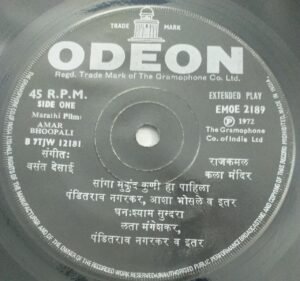 TRADE MARK
ODEON
Regd. Trade Mark of The Gramophone Co. Ltd.
45 R.P.M.
SIDE ONE
Marathi Film:
AMAR
BHOOPALI
B 7TJW 12181
संगीत:
वसंत देसाई
EXTENDED PLAY
EMOE 2189
Ⓟ 1972
The Gramophone
Co. of India Ltd
राजकमल
कला मंदिर
सांगा मुकुंद कुणी हा पाहिला
पंडितराव नगरकर, आशा भोसले व इतर
घनःश्याम सुन्दरा
लता मंगेशकर,
पंडितराव नगरकर व इतर